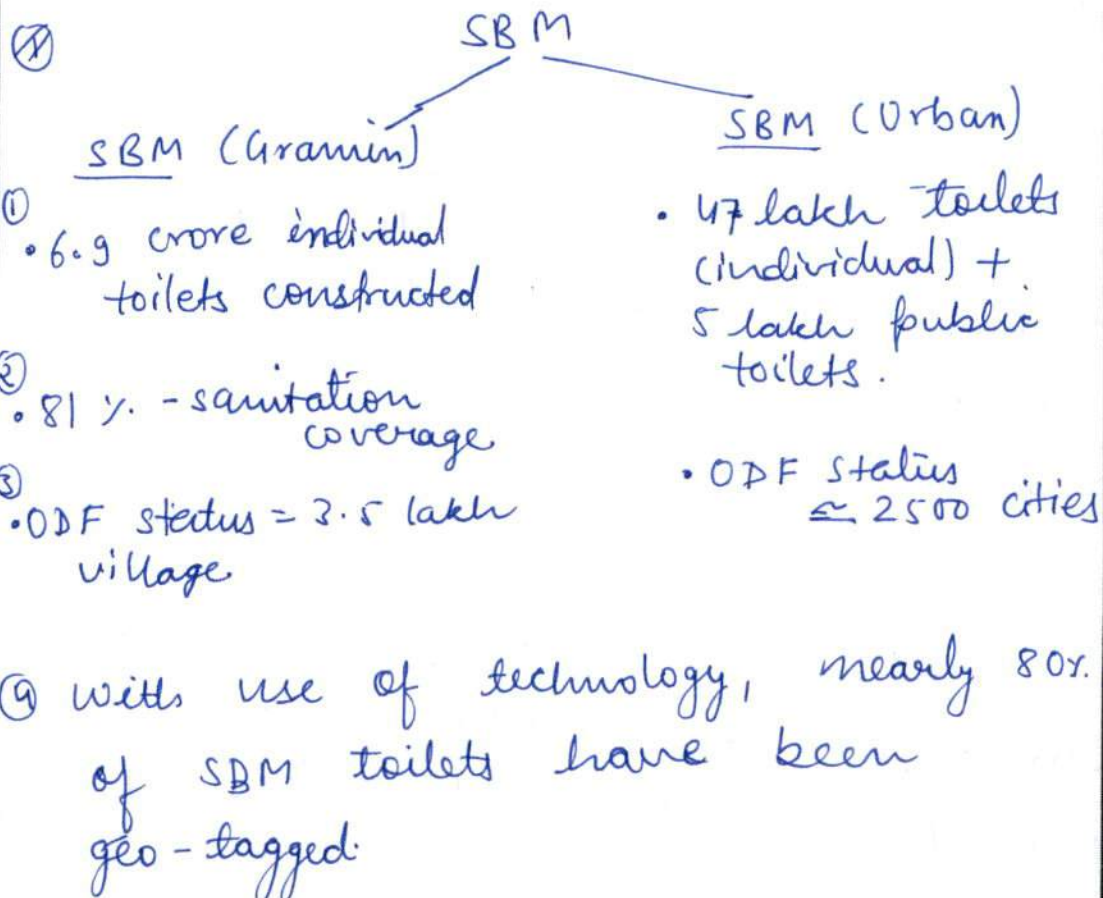 SBM
SBM (Gramin)
① • 6.9 crore individual
toilets constructed
② • 81 % - sanitation
coverage
③ • ODF status = 3.5 lakh
village
SBM (Urban)
• 47 lakh toilets
(individual) +
5 lakh public
toilets.
• ODF status
≃ 2500 cities
④ with use of technology, nearly 80%.
of SBM toilets have been
geo-tagged.